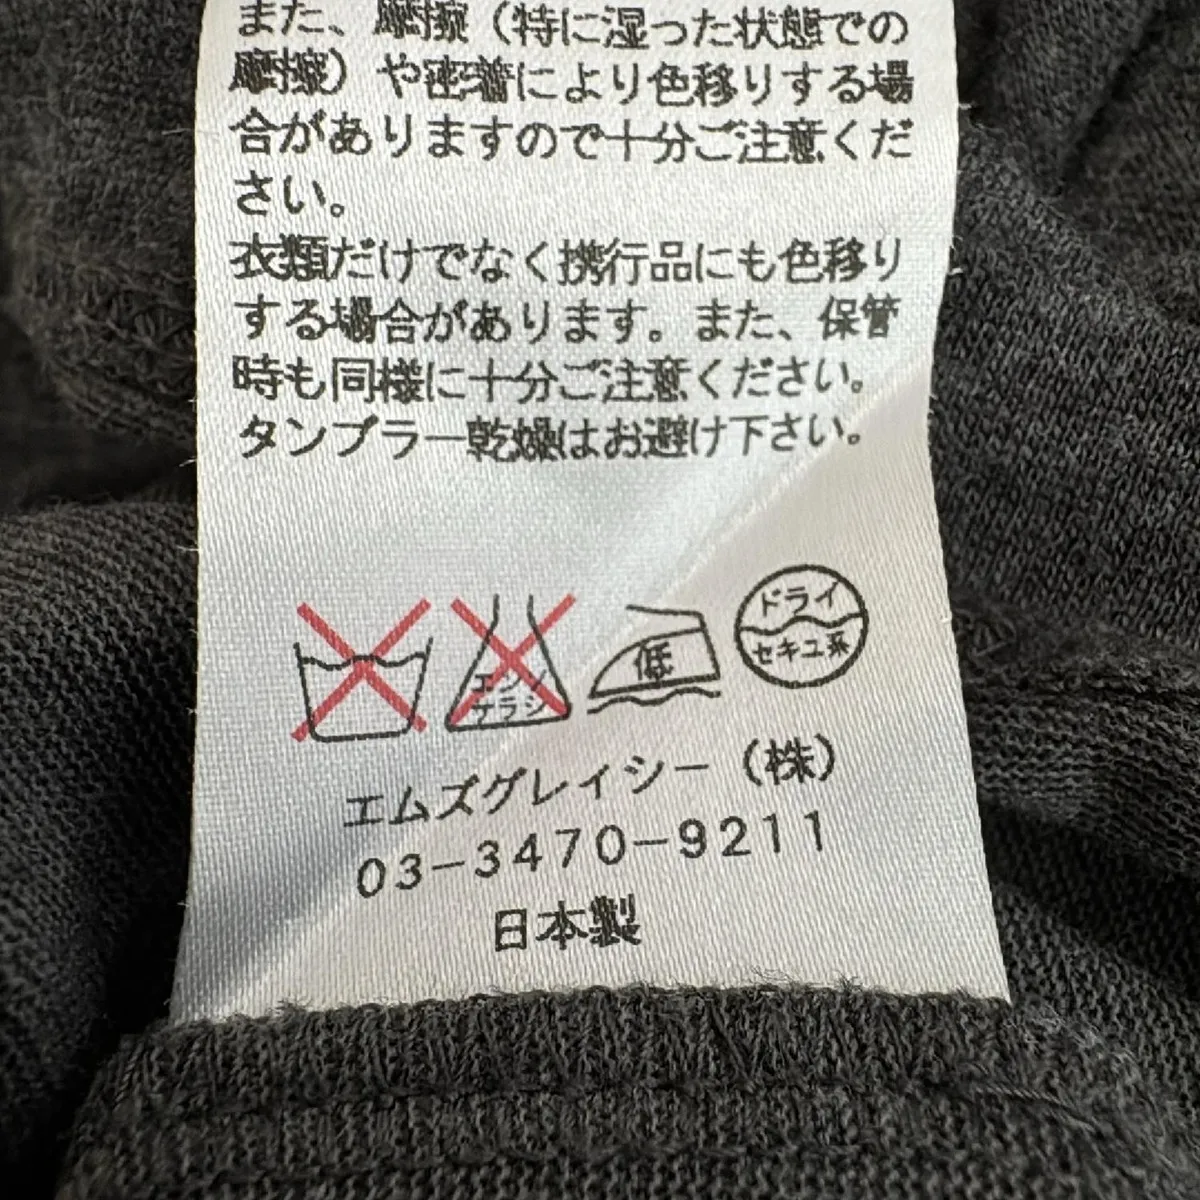 また、摩擦（特に湿った状態での
摩擦）や密着により色移りする場
合がありますので十分ご注意くだ
さい。
衣類だけでなく携行品にも色移り
する場合があります。また、保管
時も同様に十分ご注意ください。
タンブラー乾燥はお避け下さい。
エンソ
サラシ
低
ドライ
セキユ系
エムズグレイシー（株）
03-3470-9211
日本製